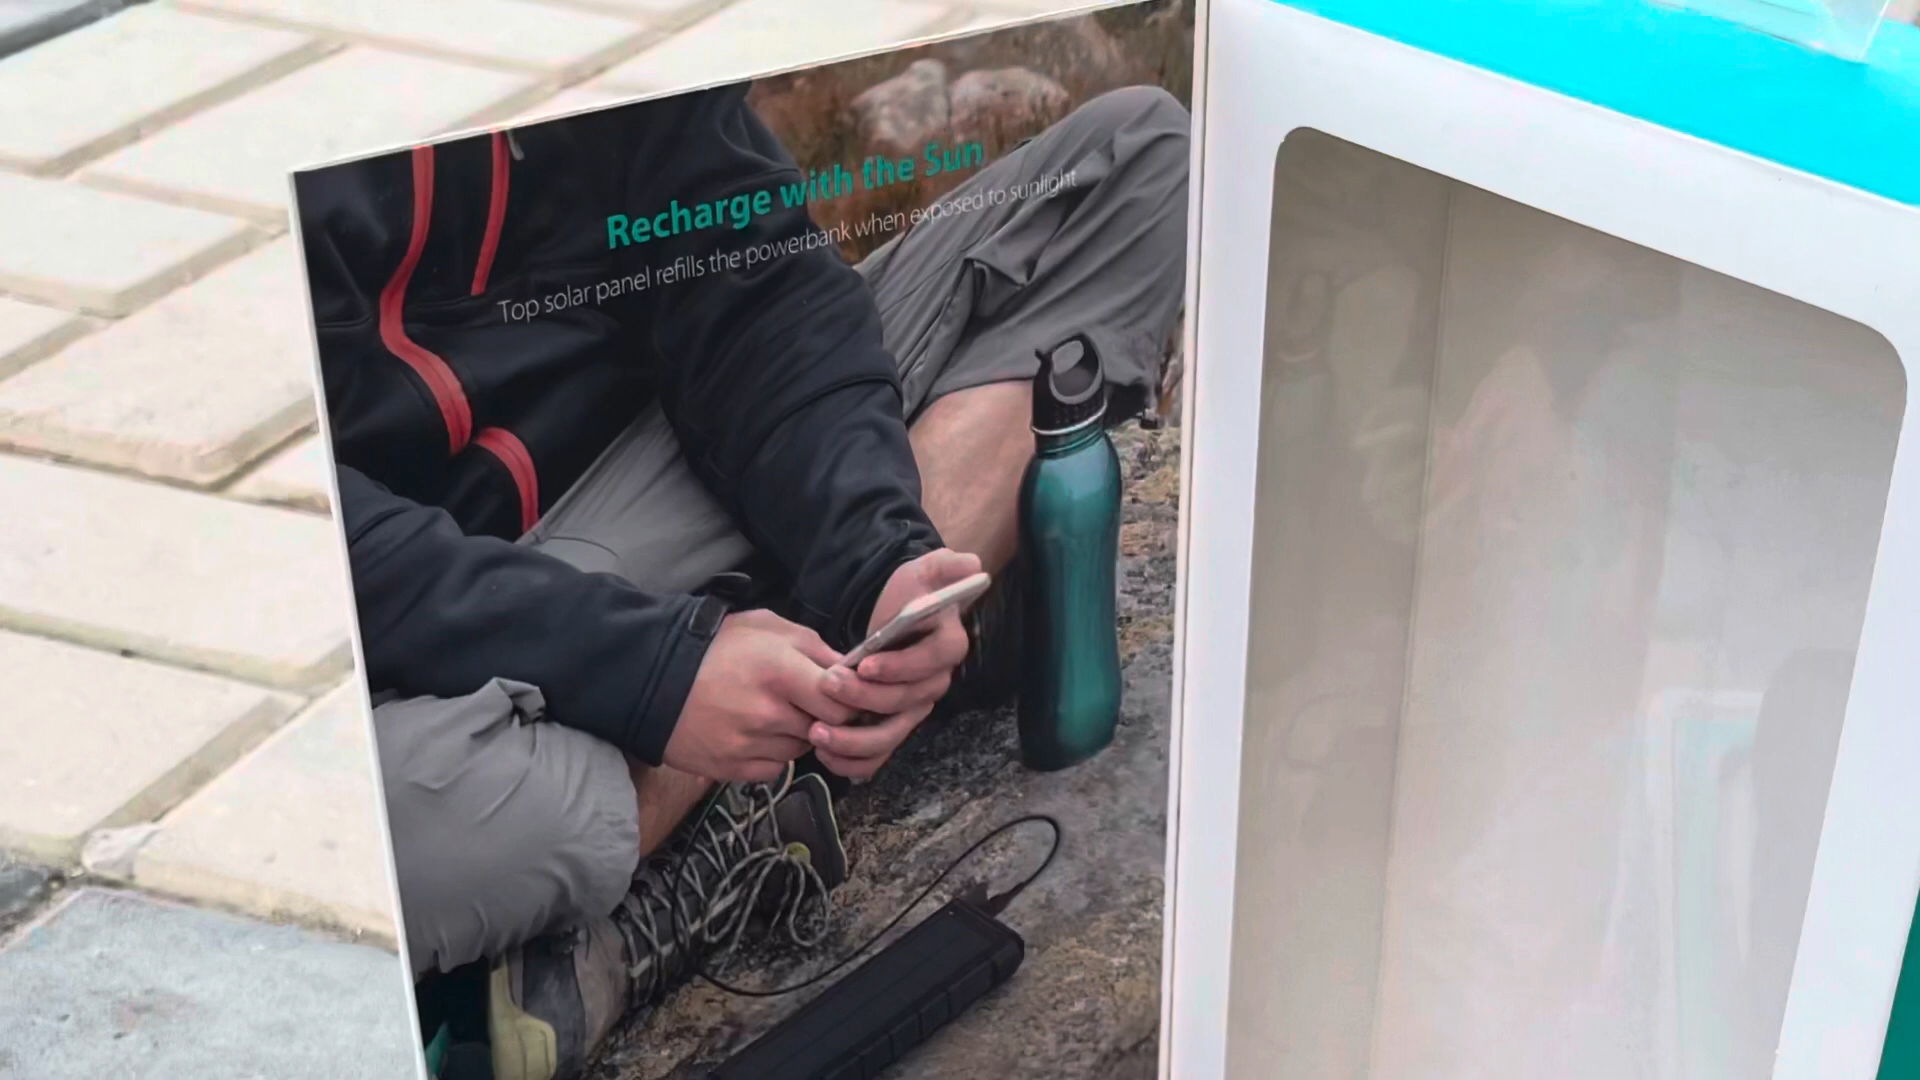 Recharge with the Sun
Top solar panel refills the powerbank when exposed to sunlight